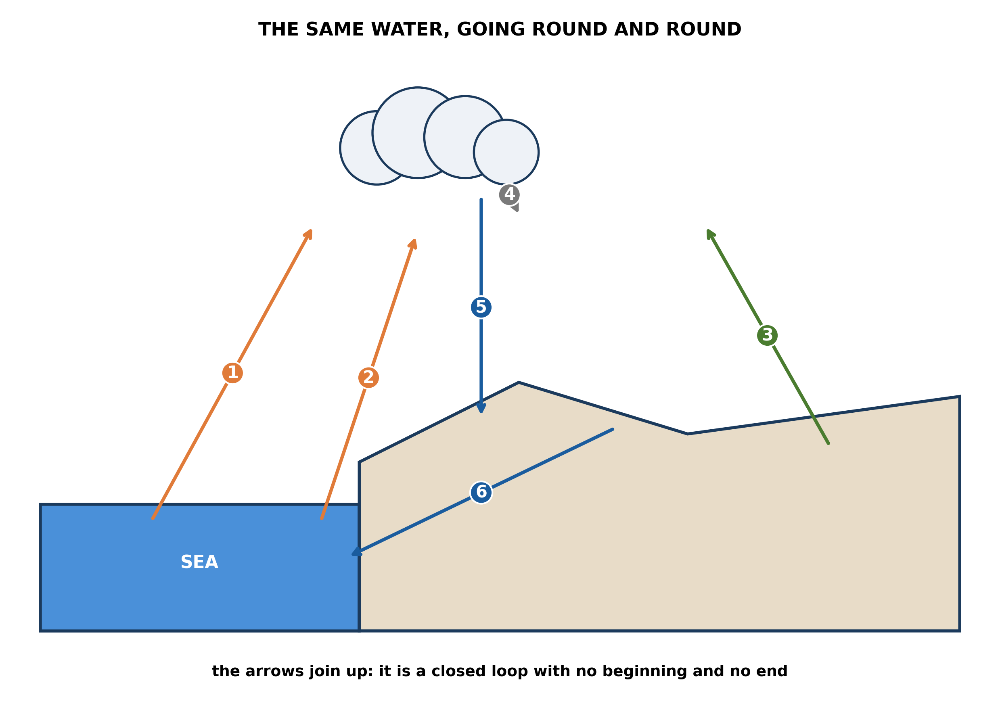 THE SAME WATER, GOING ROUND AND ROUND
4
5
3
1
2
6
SEA
the arrows join up: it is a closed loop with no beginning and no end